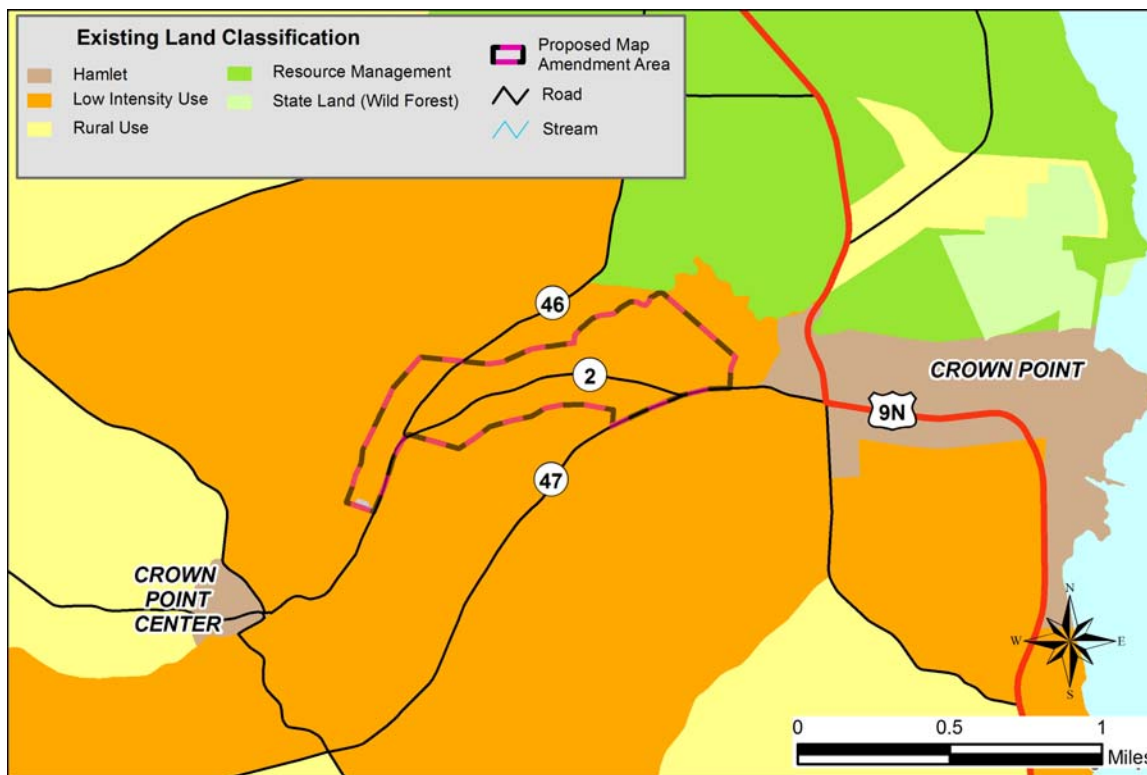 Existing Land Classification
Hamlet
Low Intensity Use
Rural Use
Resource Management
State Land (Wild Forest)
Proposed Map
Amendment Area
Road
Stream
46
2
47
CROWN POINT
9N
CROWN
POINT
CENTER
N
W
E
S
0
0.5
1
Miles